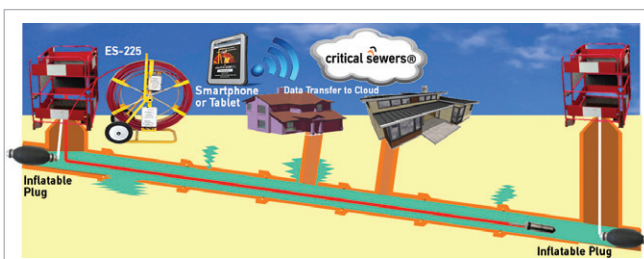 ES-225
Smartphone
or Tablet
critical sewers®
Data Transfer to Cloud
Inflatable
Plug
Inflatable Plug